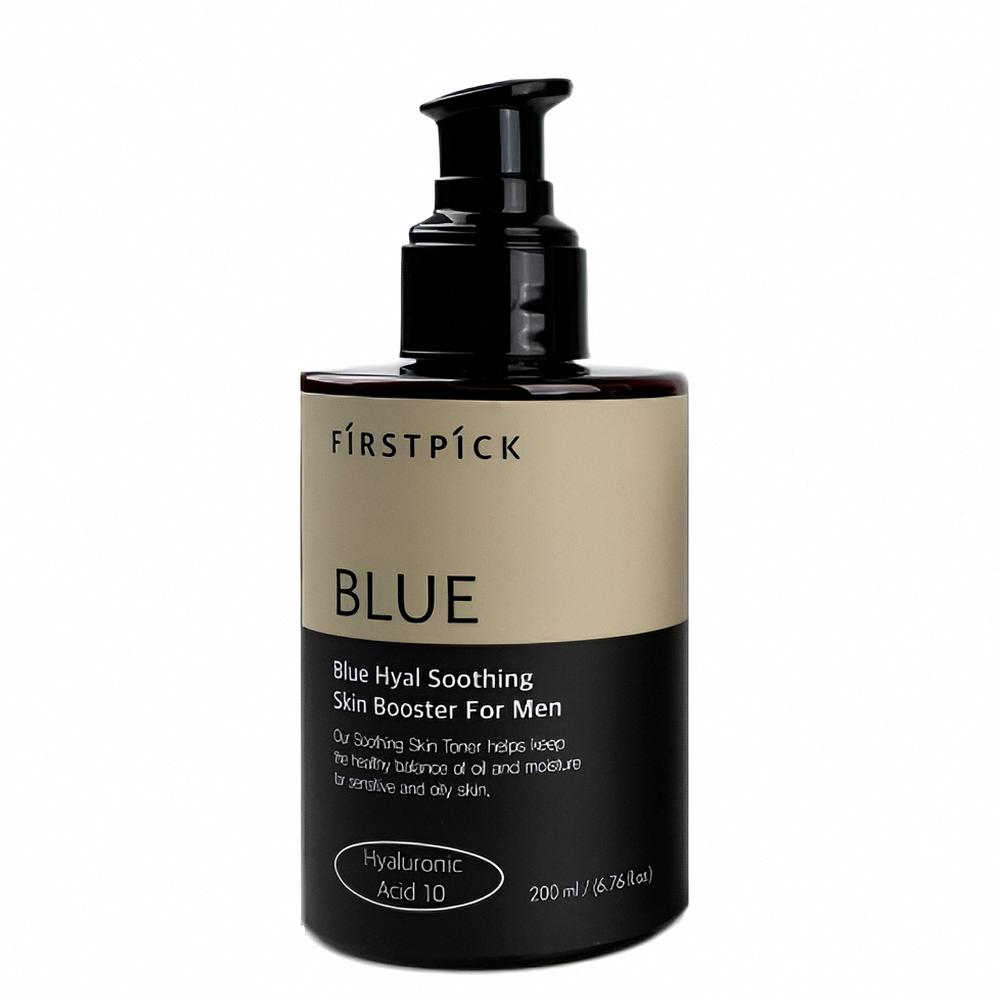 FÍRSTPÍCK
BLUE
Blue Hyal Soothing
Skin Booster For Men
Our Soothing Skin Toner helps keep
the healthy balance of oil and moisture
for sensitive and oily skin.
Hyaluronic
Acid 10
200 ml / (6.76 fl.oz)